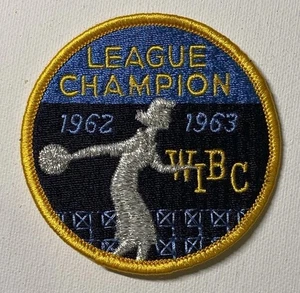 LEAGUE
CHAMPION
1962 1963
WIBC